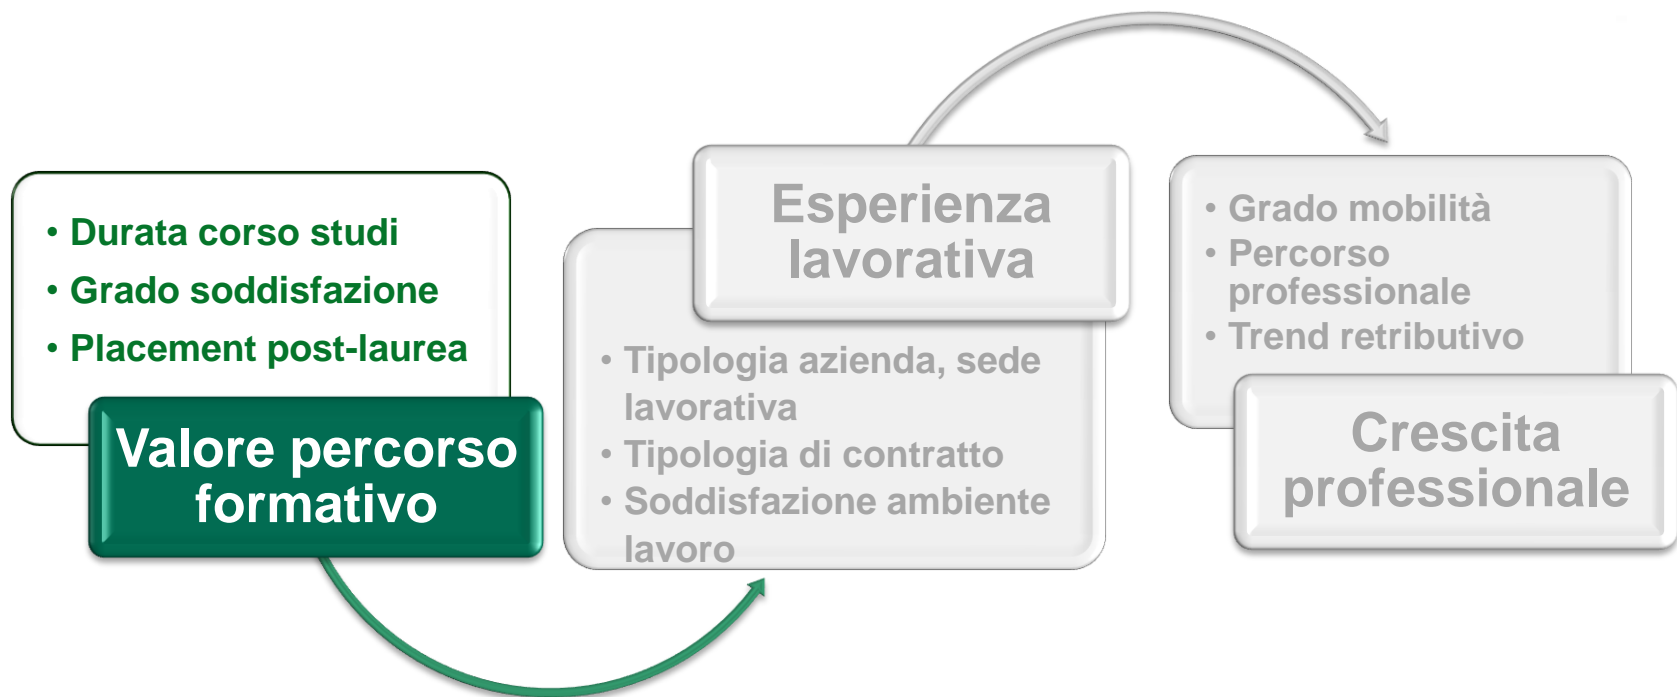 • Durata corso studi
• Grado soddisfazione
• Placement post-laurea
Valore percorso
formativo
Esperienza
lavorativa
• Tipologia azienda, sede
lavorativa
• Tipologia di contratto
• Soddisfazione ambiente
lavoro
• Grado mobilità
• Percorso
professionale
• Trend retributivo
Crescita
professionale